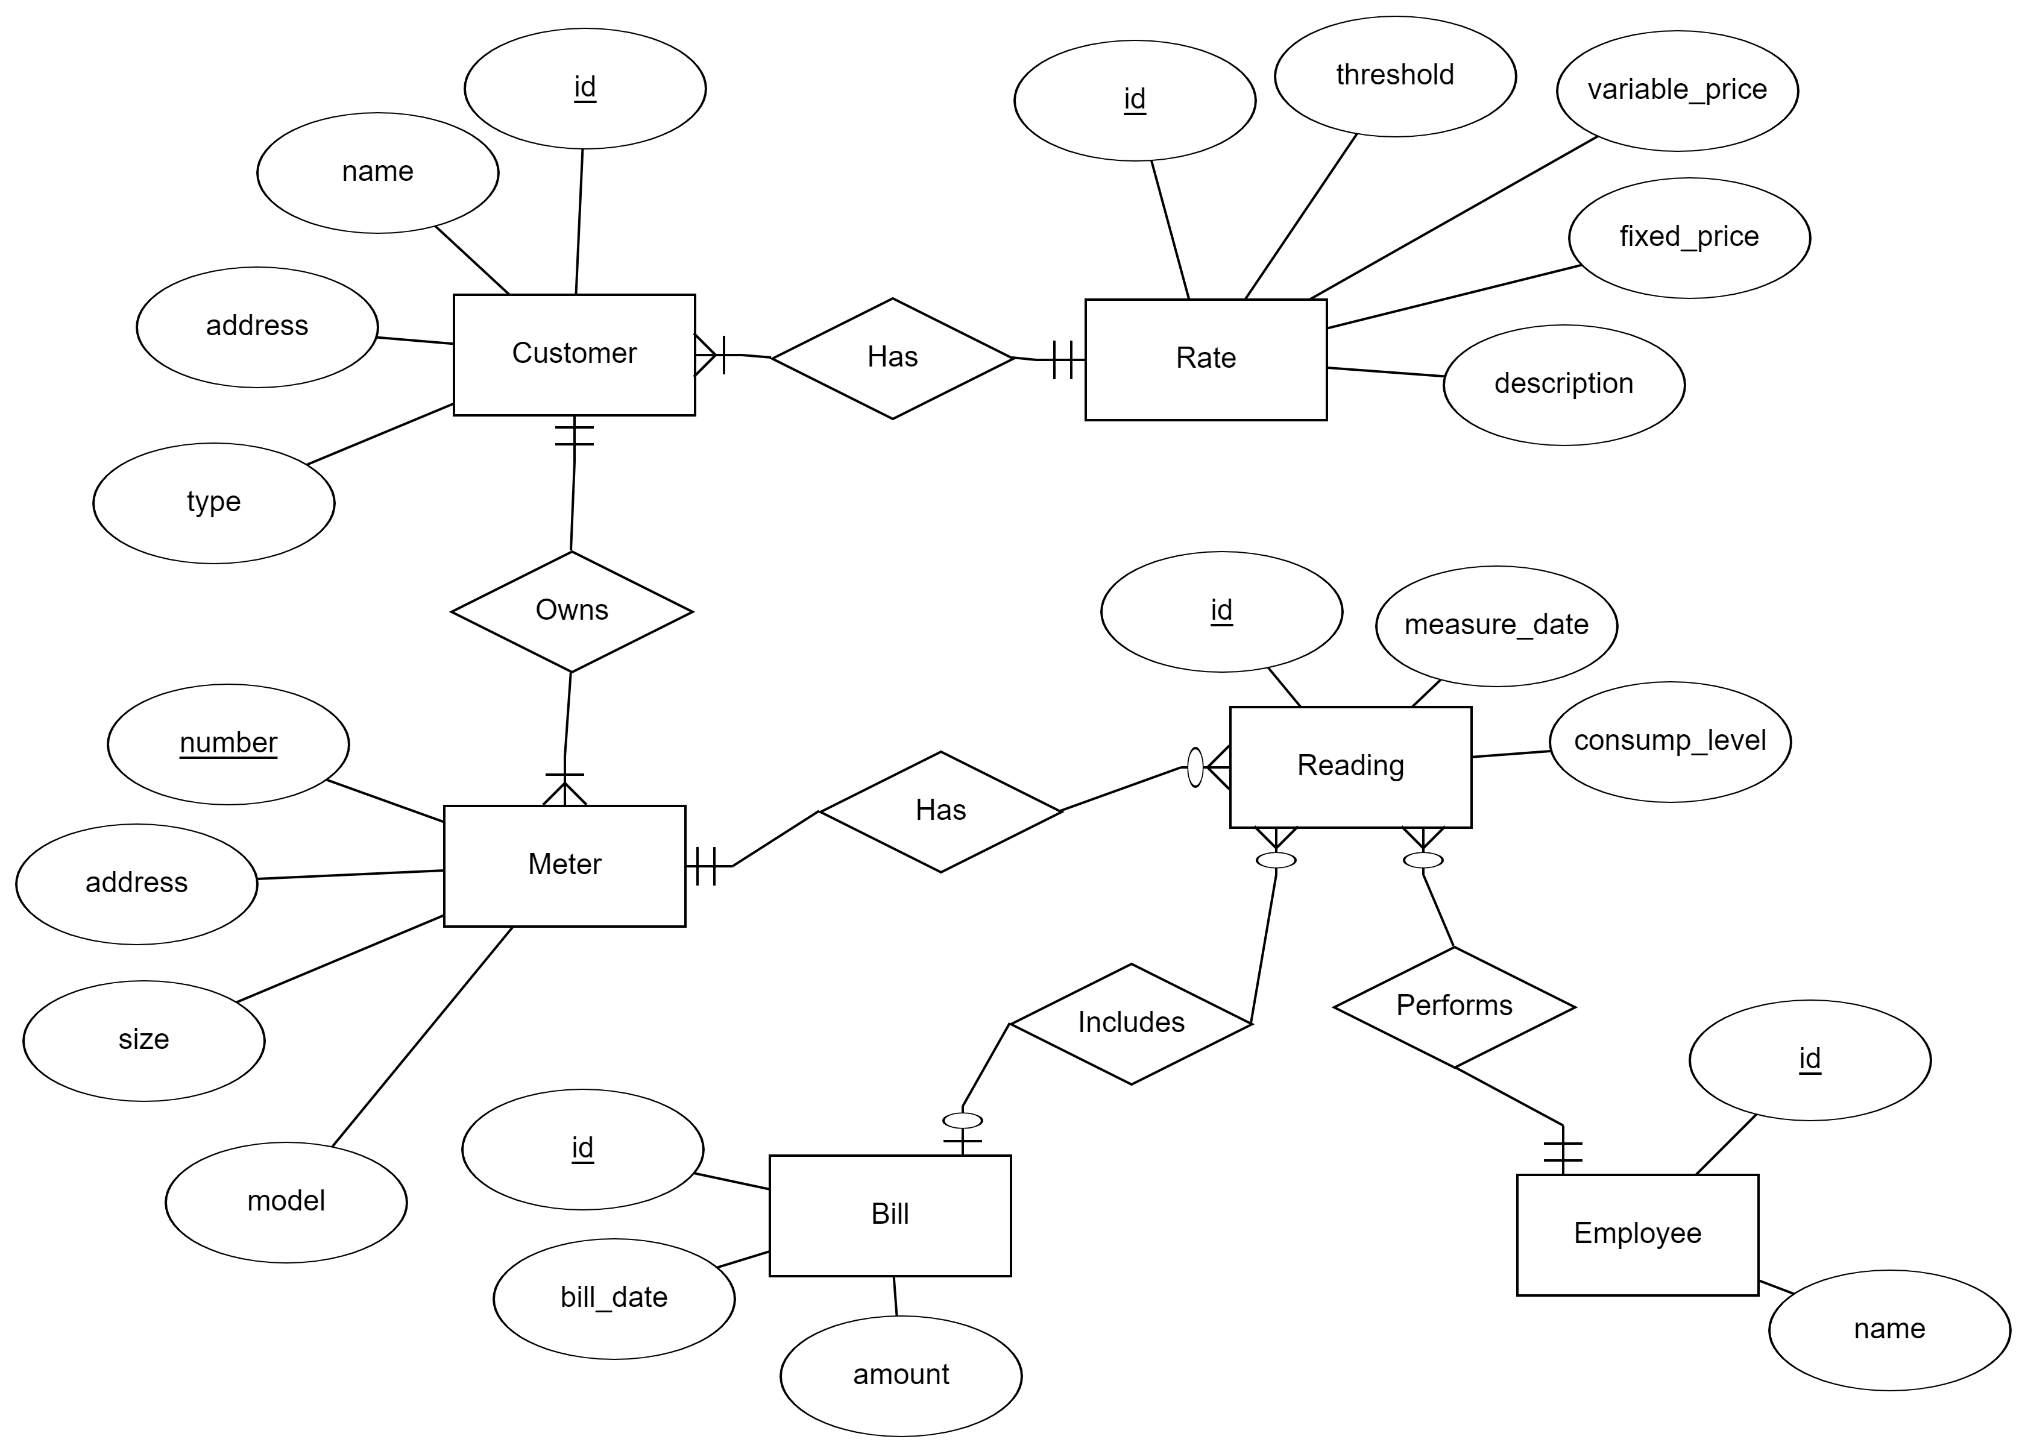 id
threshold
variable_price
id
name
fixed_price
address
Customer
Has
Rate
description
type
Owns
id
measure_date
number
consump_level
Reading
Has
Meter
address
size
Includes
Performs
id
id
model
Bill
Employee
bill_date
name
amount